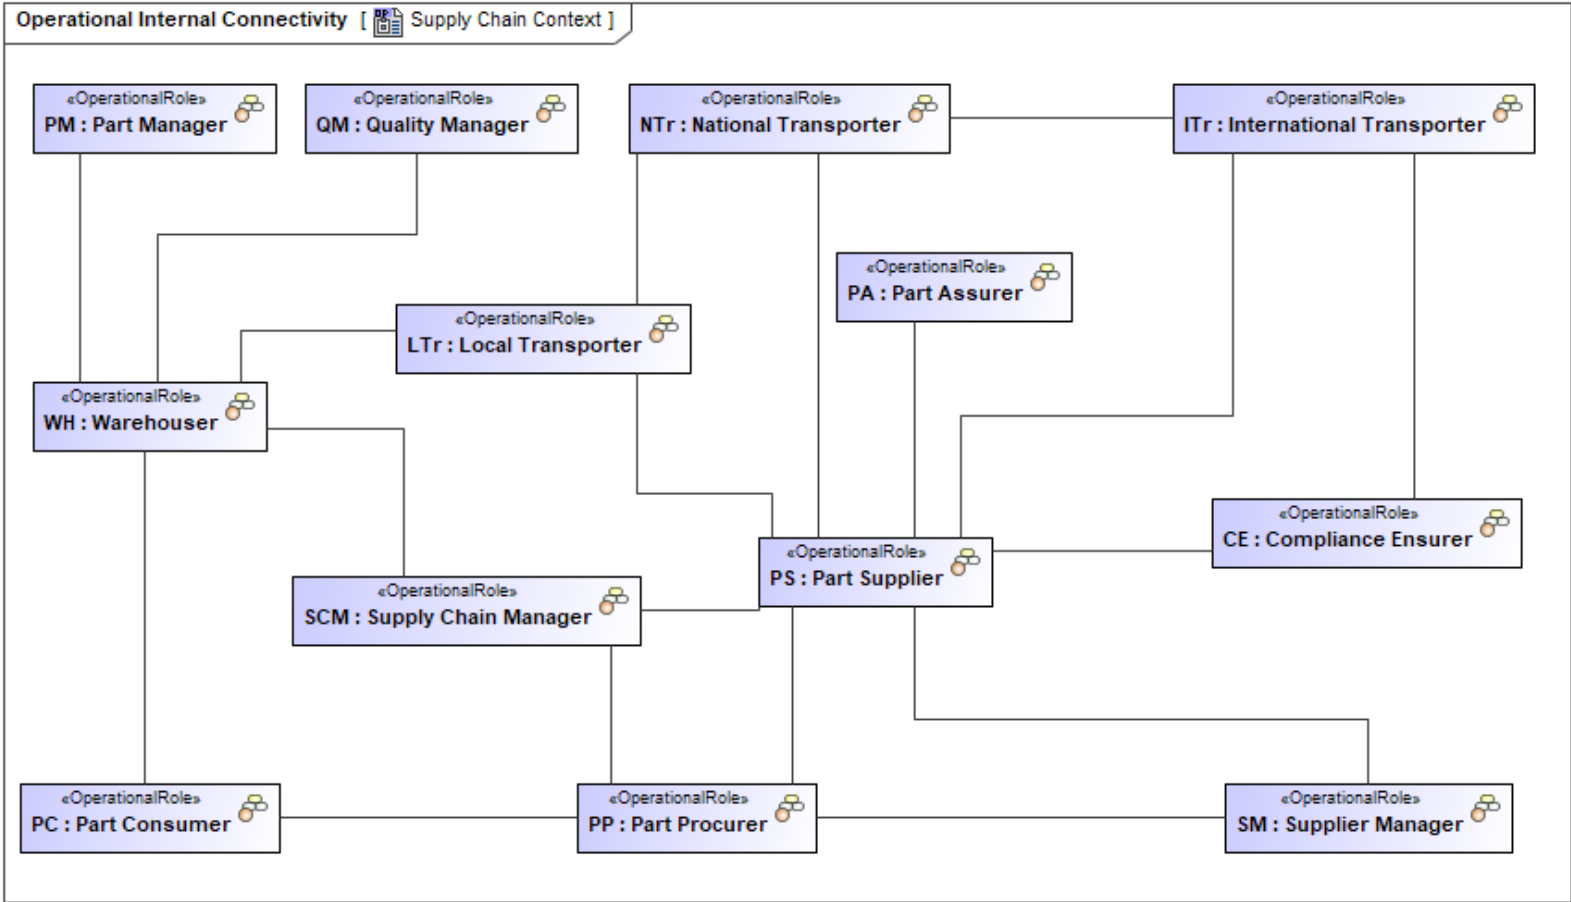 Operational Internal Connectivity [ Supply Chain Context ]
«OperationalRole»
PM : Part Manager
«OperationalRole»
QM : Quality Manager
«OperationalRole»
NTr : National Transporter
«OperationalRole»
ITr : International Transporter
«OperationalRole»
PA : Part Assurer
«OperationalRole»
LTr : Local Transporter
«OperationalRole»
WH : Warehouser
«OperationalRole»
CE : Compliance Ensurer
«OperationalRole»
PS : Part Supplier
«OperationalRole»
SCM : Supply Chain Manager
«OperationalRole»
PC : Part Consumer
«OperationalRole»
PP : Part Procurer
«OperationalRole»
SM : Supplier Manager